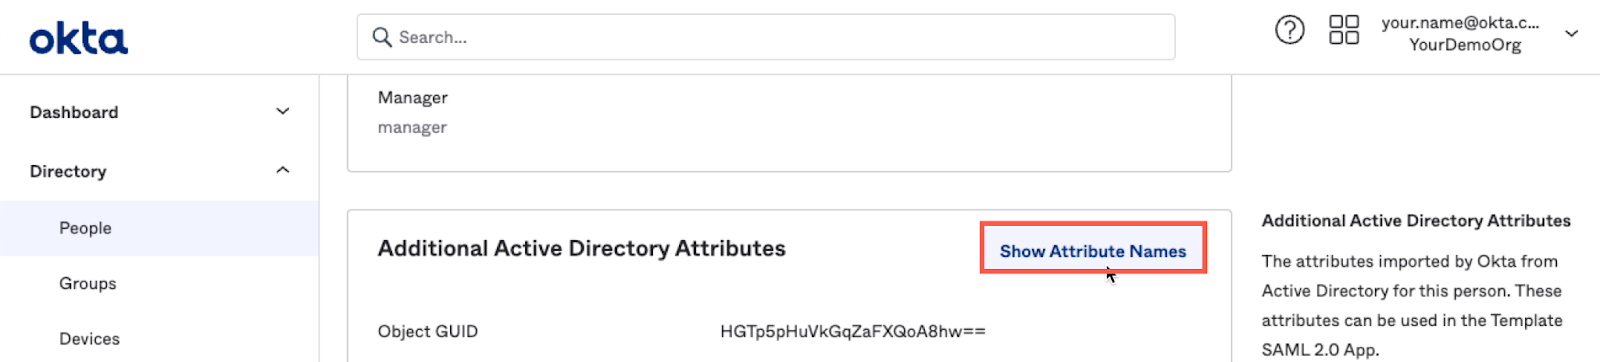 okta
Search...
your.name@okta.c...
YourDemoOrg
Dashboard
Directory
People
Groups
Devices
Manager
manager
Additional Active Directory Attributes
Show Attribute Names
Object GUID
HGTp5pHuVkGqZaFXQoA8hw==
Additional Active Directory Attributes
The attributes imported by Okta from
Active Directory for this person. These
attributes can be used in the Template
SAML 2.0 App.